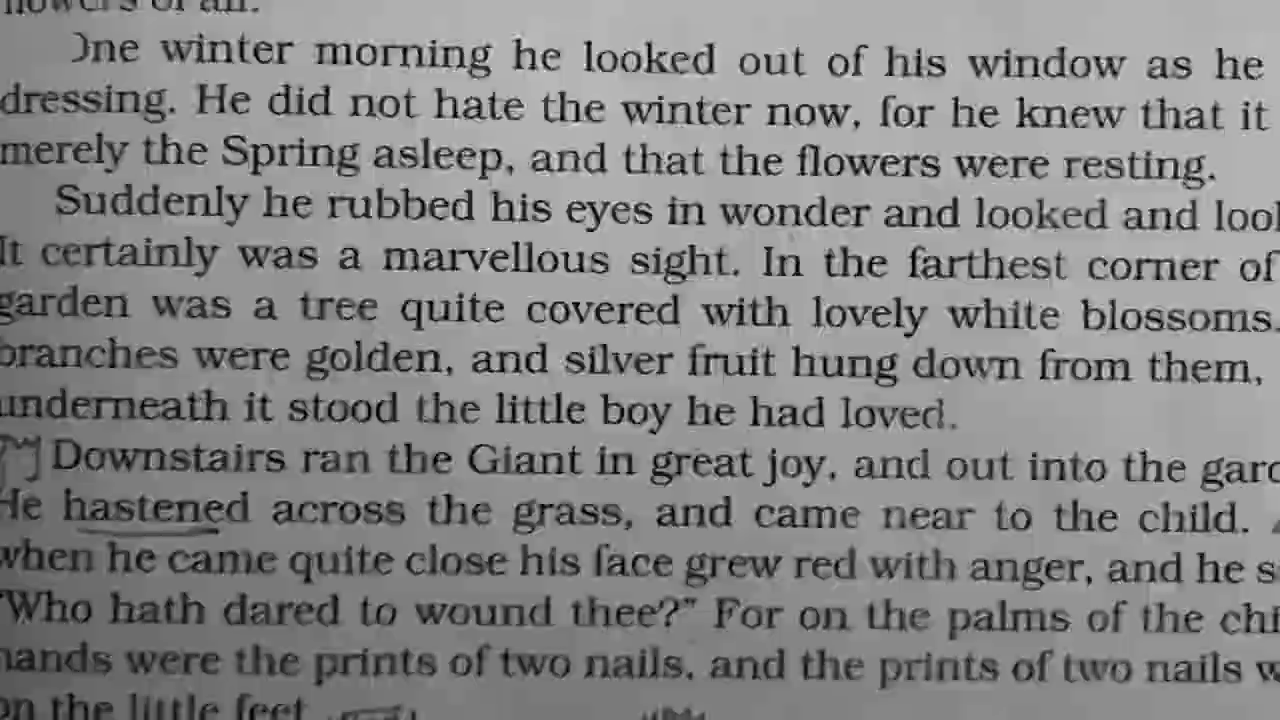 flowers of all.
One winter morning he looked out of his window as he
dressing. He did not hate the winter now, for he knew that it
merely the Spring asleep, and that the flowers were resting.
Suddenly he rubbed his eyes in wonder and looked and loo
It certainly was a marvellous sight. In the farthest corner of
garden was a tree quite covered with lovely white blossoms.
branches were golden, and silver fruit hung down from them,
underneath it stood the little boy he had loved.
Downstairs ran the Giant in great joy, and out into the gar
He hastened across the grass, and came near to the child.
when he came quite close his face grew red with anger, and he s
"Who hath dared to wound thee?" For on the palms of the chi
hands were the prints of two nails, and the prints of two nails w
on the little feet